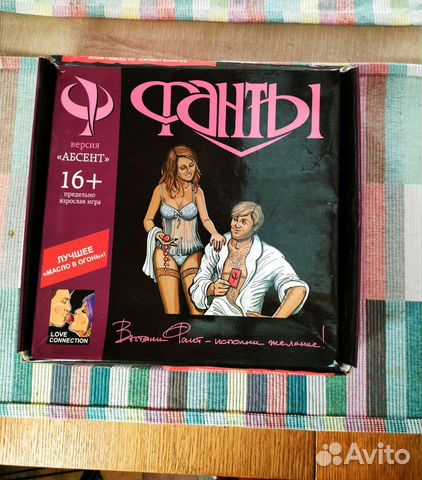 ФАНТЫ
версия
«АБСЕНТ»
16+
предельно
взрослая игра
ЛУЧШЕЕ
«МАСЛО В ОГОНЬ»!
LOVE
CONNECTION
Вытяни Фант - исполни желание!
Avito